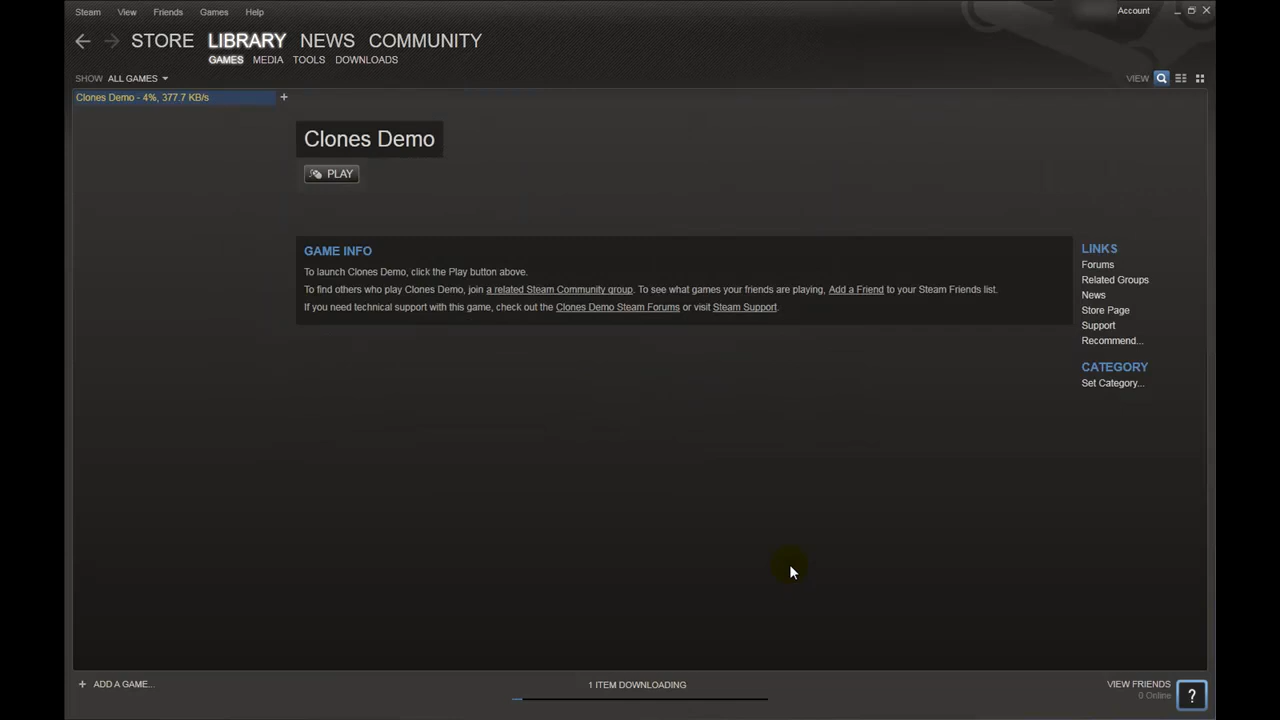 Steam View Friends Games Help Account
STORE LIBRARY NEWS COMMUNITY
GAMES MEDIA TOOLS DOWNLOADS
SHOW ALL GAMES VIEW
Clones Demo - 4%, 377.7 KB/s +
Clones Demo
PLAY
GAME INFO
To launch Clones Demo, click the Play button above.
To find others who play Clones Demo, join a related Steam Community group. To see what games your friends are playing, Add a Friend to your Steam Friends list.
If you need technical support with this game, check out the Clones Demo Steam Forums or visit Steam Support.
LINKS
Forums
Related Groups
News
Store Page
Support
Recommend...
CATEGORY
Set Category...
+ ADD A GAME...
1 ITEM DOWNLOADING
VIEW FRIENDS
0 Online
?